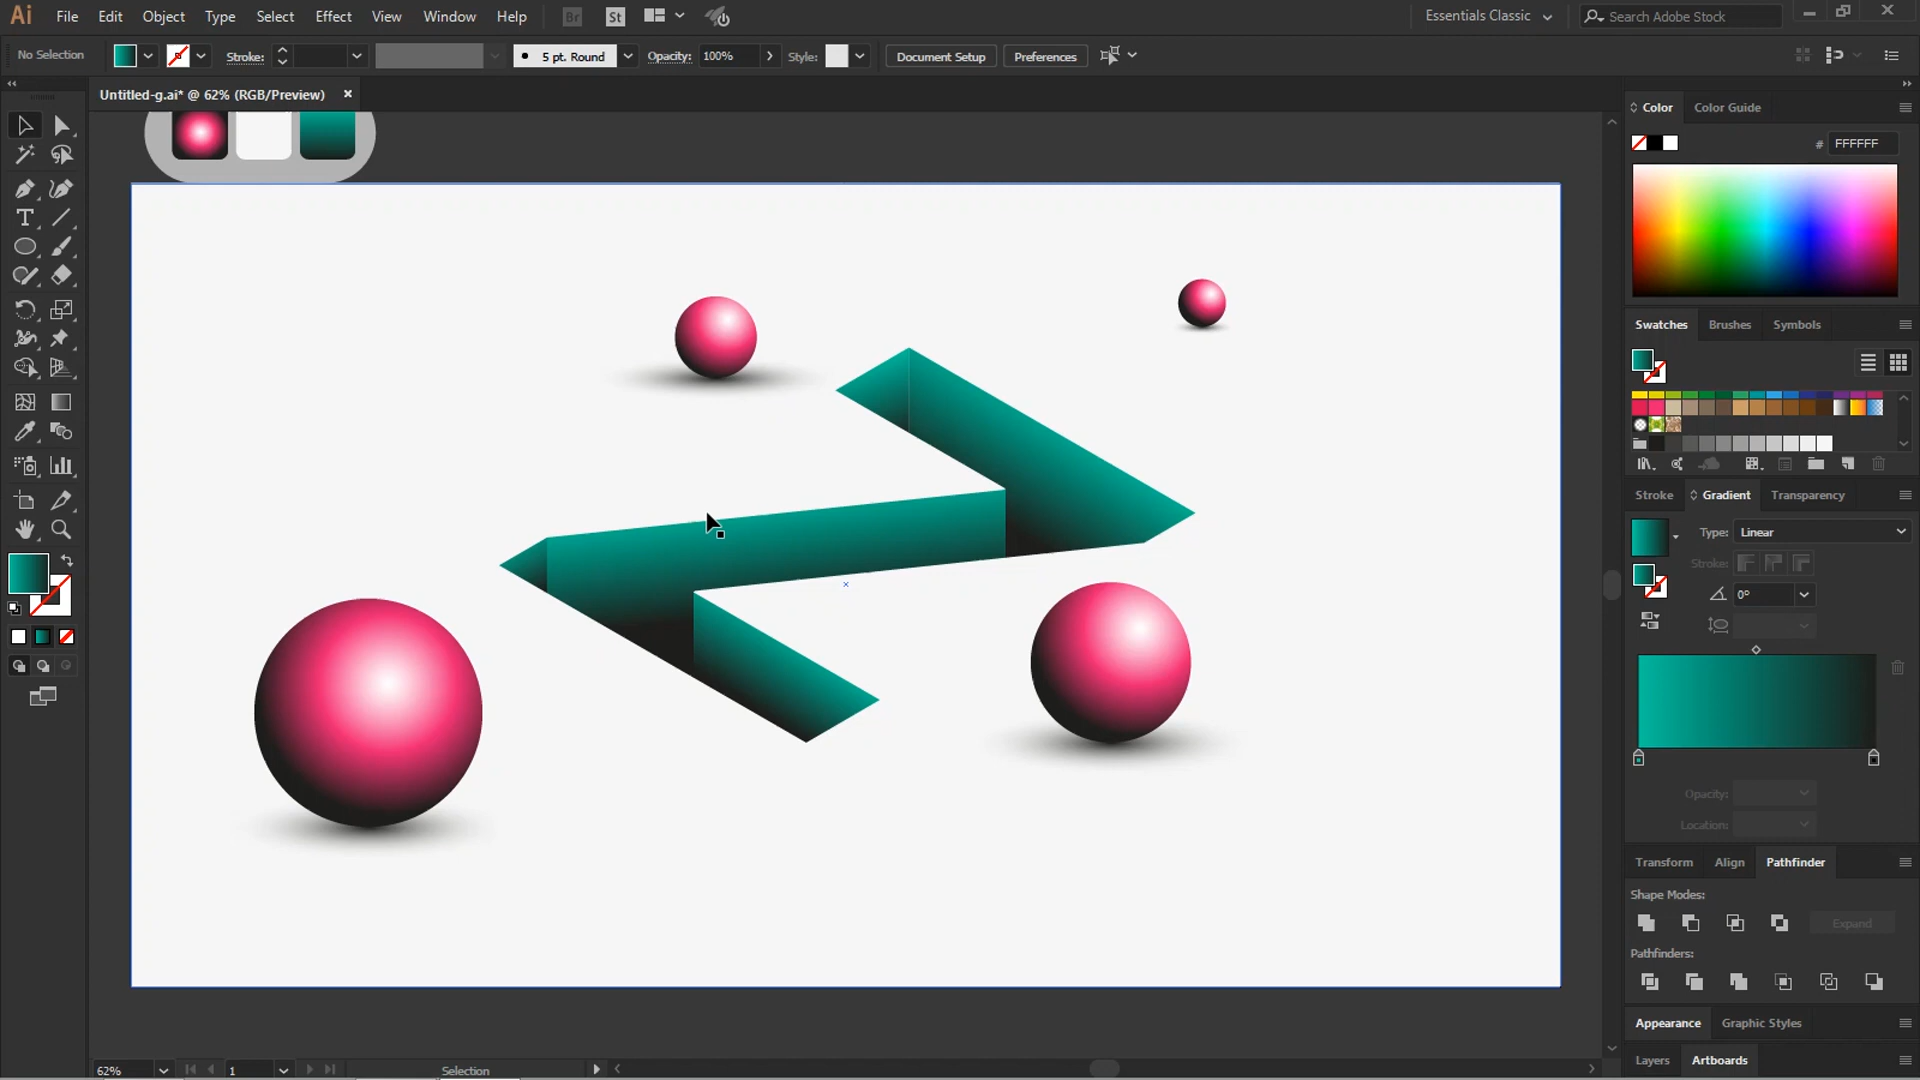 Ai File Edit Object Type Select Effect View Window Help Br St Essentials Classic Search Adobe Stock
No Selection Stroke: 5 pt. Round Opacity: 100% Style: Document Setup Preferences
Untitled-g.ai* @ 62% (RGB/Preview)
Color Color Guide
# FFFFFF
Swatches Brushes Symbols
Stroke Gradient Transparency
Type: Linear
Stroke:
0°
Opacity:
Location:
Transform Align Pathfinder
Shape Modes:
Expand
Pathfinders:
Appearance Graphic Styles
Layers Artboards
62% 1 Selection